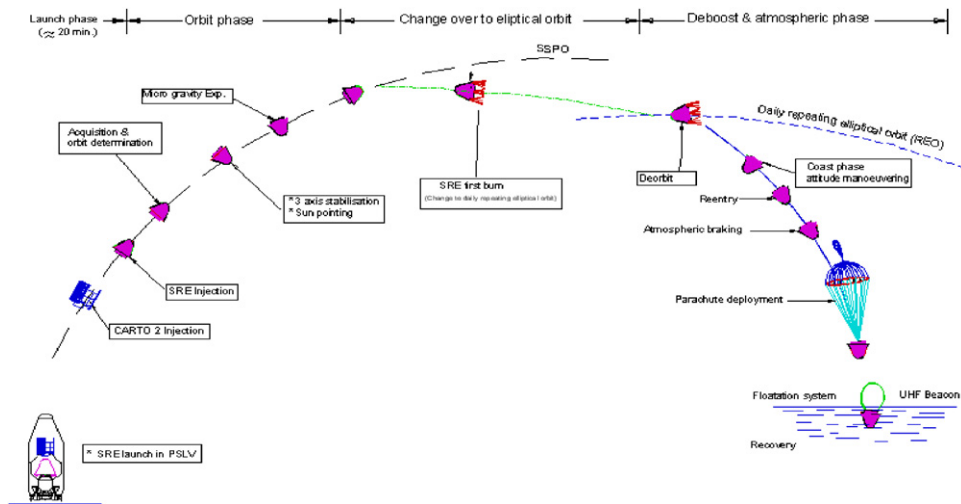 Launch phase
(≈ 20 min.)
Orbit phase
Change over to eliptical orbit
Deboost & atmospheric phase
SSPO
Micro gravity Exp.
Acquisition &
orbit determination
*3 axis stabilisation
* Sun pointing
SRE first burn
(Change to daily repeating elliptical orbit)
Daily repeating elliptical orbit (REO)
Deorbit
Coast phase
attitude manoeuvering
Reentry
Atmospheric braking
SRE Injection
CARTO 2 Injection
Parachute deployment
Floatation system
UHF Beacon
Recovery
* SRE launch in PSLV